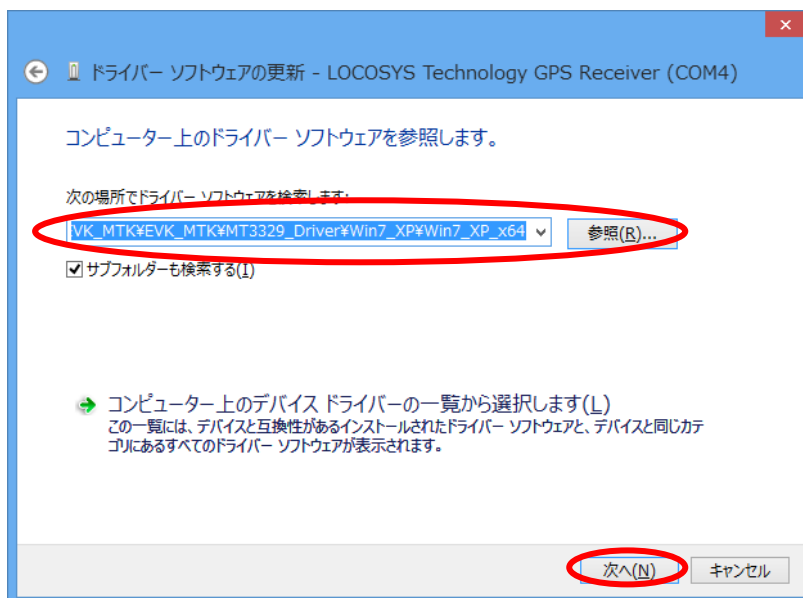 ドライバー ソフトウェアの更新 - LOCOSYS Technology GPS Receiver (COM4)
コンピューター上のドライバー ソフトウェアを参照します。
次の場所でドライバー ソフトウェアを検索します:
VK_MTK¥EVK_MTK¥MT3329_Driver¥Win7_XP¥Win7_XP_x64
参照(R)...
サブフォルダーも検索する(I)
コンピューター上のデバイス ドライバーの一覧から選択します(L)
この一覧には、デバイスと互換性があるインストールされたドライバー ソフトウェアと、デバイスと同じカテ
ゴリにあるすべてのドライバー ソフトウェアが表示されます。
次へ(N)
キャンセル